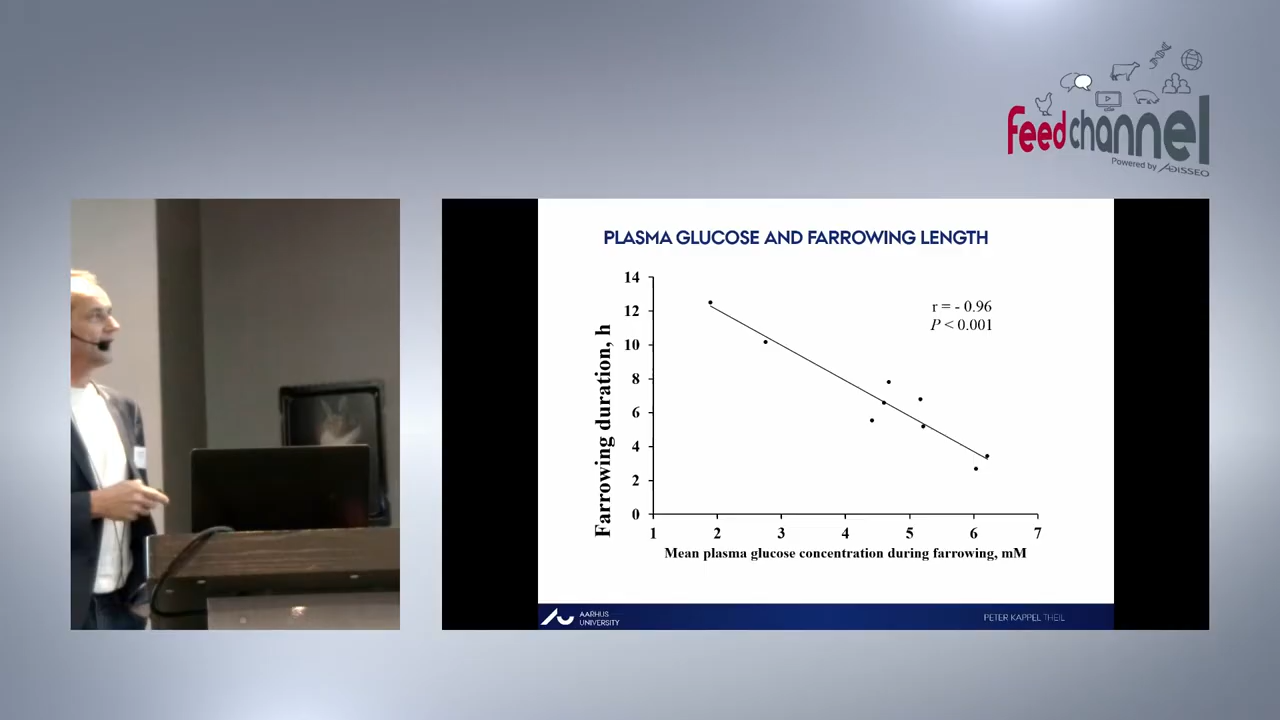 feedchannel
Powered by ADISSEO
PLASMA GLUCOSE AND FARROWING LENGTH
14
12
10
8
6
4
2
0
Farrowing duration, h
r = - 0.96
P < 0.001
1 2 3 4 5 6 7
Mean plasma glucose concentration during farrowing, mM
AARHUS
UNIVERSITY
PETER KAPPEL THEIL